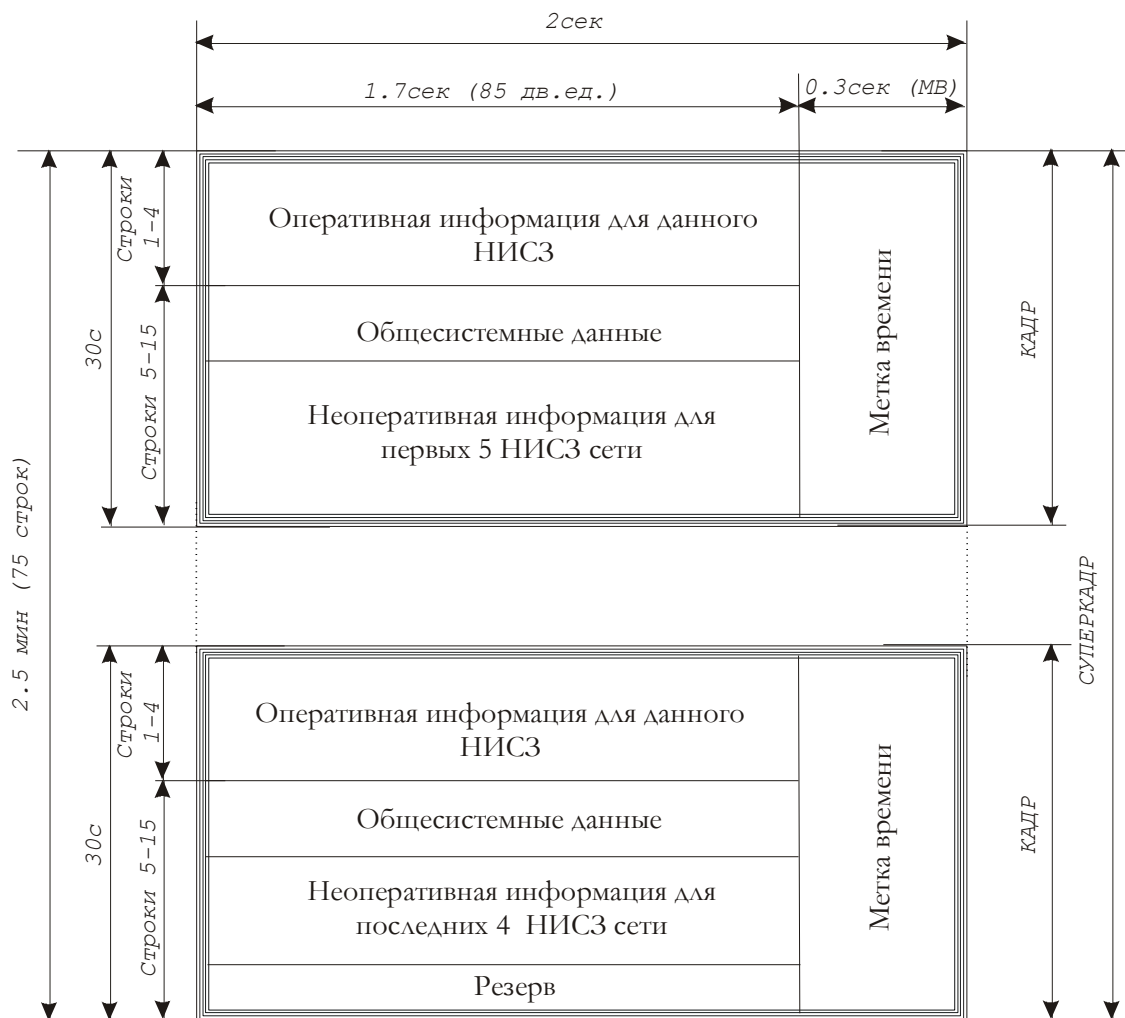 2сек
1.7сек (85 дв.ед.)
0.3сек (МВ)
2.5 мин (75 строк)
30с
Строки
1-4
Строки 5-15
Оперативная информация для данного
НИСЗ
Общесистемные данные
Неоперативная информация для
первых 5 НИСЗ сети
Метка времени
КАДР
СУПЕРКАДР
30с
Строки
1-4
Строки 5-15
Оперативная информация для данного
НИСЗ
Общесистемные данные
Неоперативная информация для
последних 4 НИСЗ сети
Резерв
Метка времени
КАДР